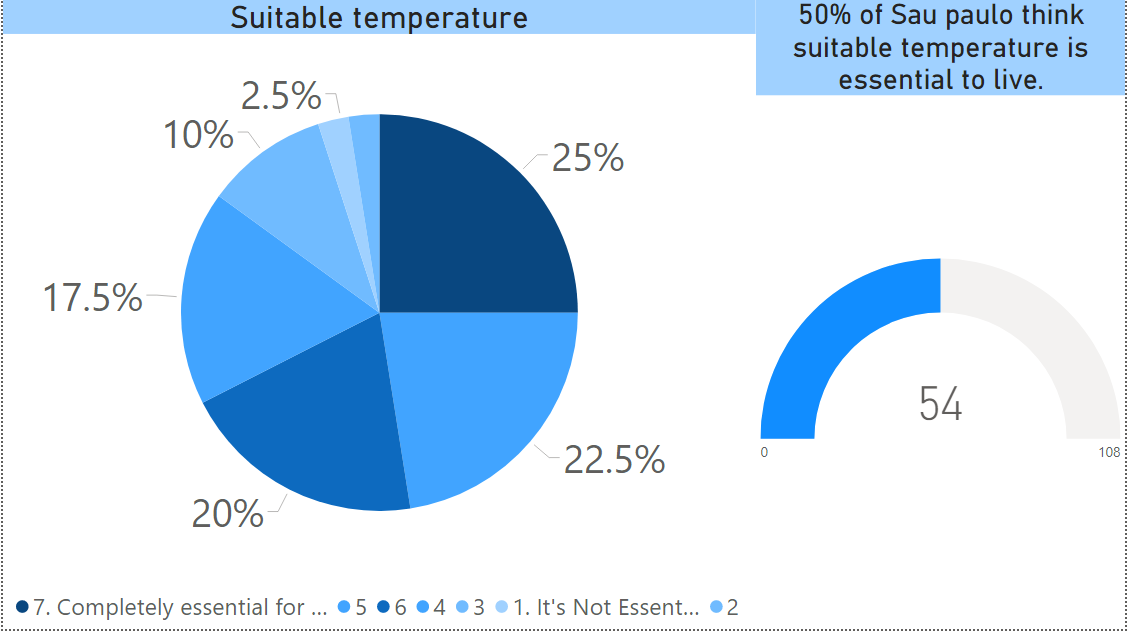 Suitable temperature
50% of Sau paulo think
suitable temperature is
essential to live.
2.5%
10%
25%
17.5%
22.5%
20%
54
0
108
7. Completely essential for ...
5
6
4
3
1. It's Not Essent...
2